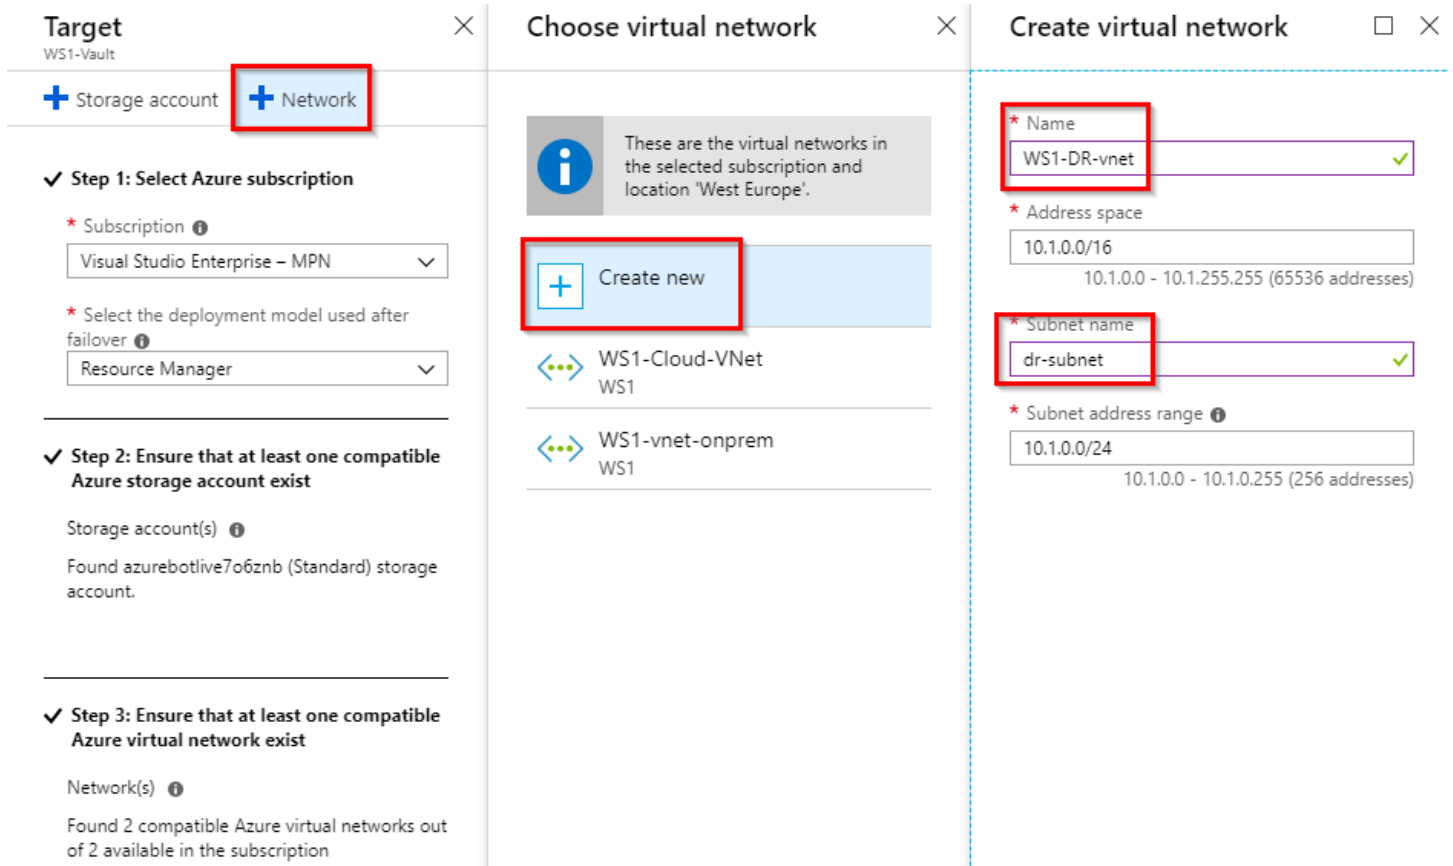 Target
WS1-Vault
Storage account
Network
Step 1: Select Azure subscription
* Subscription
Visual Studio Enterprise – MPN
* Select the deployment model used after
failover
Resource Manager
Step 2: Ensure that at least one compatible
Azure storage account exist
Storage account(s)
Found azurebotlive7o6znb (Standard) storage
account.
Step 3: Ensure that at least one compatible
Azure virtual network exist
Network(s)
Found 2 compatible Azure virtual networks out
of 2 available in the subscription
Choose virtual network
These are the virtual networks in
the selected subscription and
location 'West Europe'.
Create new
WS1-Cloud-VNet
WS1
WS1-vnet-onprem
WS1
Create virtual network
* Name
WS1-DR-vnet
* Address space
10.1.0.0/16
10.1.0.0 - 10.1.255.255 (65536 addresses)
* Subnet name
dr-subnet
* Subnet address range
10.1.0.0/24
10.1.0.0 - 10.1.0.255 (256 addresses)